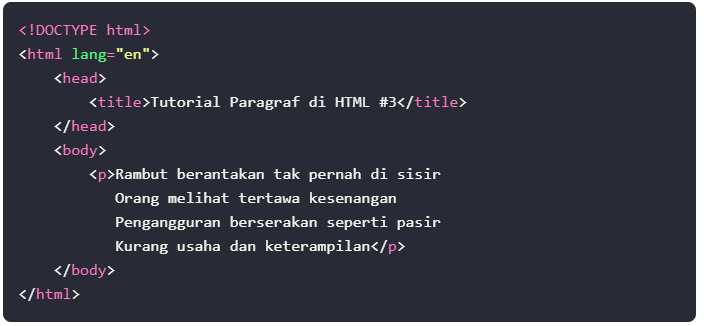 <!DOCTYPE html>
<html lang="en">
    <head>
        <title>Tutorial Paragraf di HTML #3</title>
    </head>
    <body>
        <p>Rambut berantakan tak pernah di sisir
           Orang melihat tertawa kesenangan
           Pengangguran berserakan seperti pasir
           Kurang usaha dan keterampilan</p>
    </body>
</html>